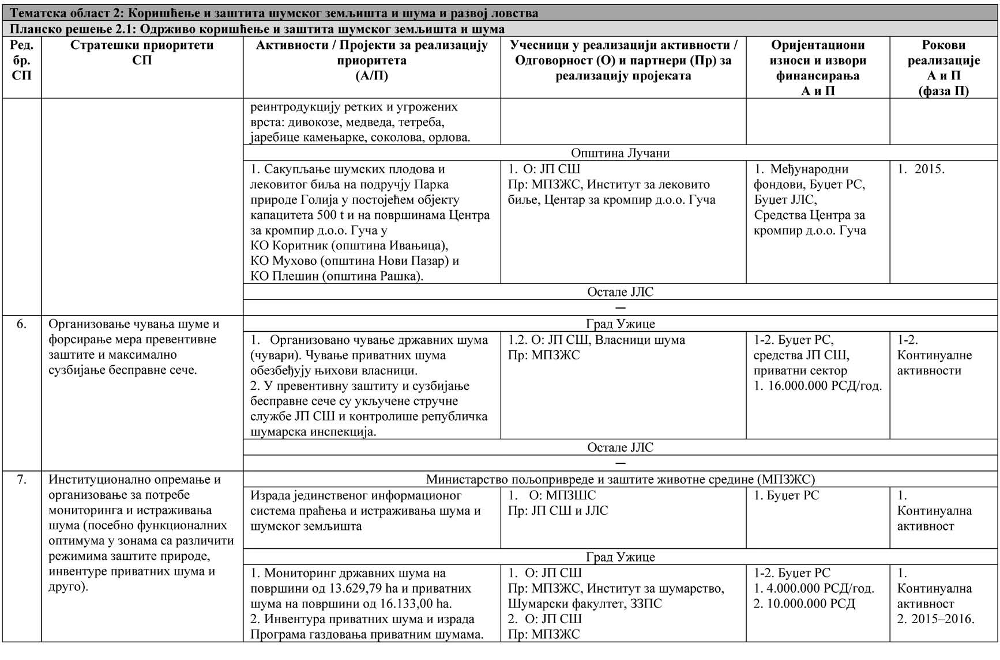 Тематска област 2: Коришћење и заштита шумског земљишта и шума и развој ловства
Планско решење 2.1: Одрживо коришћење и заштита шумског земљишта и шума
Ред.
бр.
СП
Стратешки приоритети
СП
Активности / Пројекти за реализацију
приоритета
(А/П)
Учесници у реализацији активности /
Одговорност (О) и партнери (Пр) за
реализацију пројеката
Оријентациони
износи и извори
финансирања
А и П
Рокови
реализације
А и П
(фаза П)
реинтродукцију ретких и угрожених
врста: дивокозе, медведа, тетреба,
јаребице камењарке, соколова, орлова.
Општина Лучани
1. Сакупљање шумских плодова и
лековитог биља на подручју Парка
природе Голија у постојећем објекту
капацитета 500 t и на површинама Центра
за кромпир д.о.о. Гуча у
КО Коритник (општина Ивањица),
КО Мухово (општина Нови Пазар) и
КО Плешин (општина Рашка).
1. О: ЈП СШ
Пр: МПЗЖС, Институт за лековито
биље, Центар за кромпир д.о.о. Гуча
1. Међународни
фондови, Буџет РС,
Буџет ЈЛС,
Средства Центра за
кромпир д.о.о. Гуча
1. 2015.
Остале ЈЛС
—
6.
Организовање чувања шуме и
форсирање мера превентивне
заштите и максимално
сузбијање бесправне сече.
Град Ужице
1. Организовано чување државних шума
(чувари). Чување приватних шума
обезбеђују њихови власници.
2. У превентивну заштиту и сузбијање
бесправне сече су укључене стручне
службе ЈП СШ и контролише републичка
шумарска инспекција.
1.2. О: ЈП СШ, Власници шума
Пр: МПЗЖС
1-2. Буџет РС,
средства ЈП СШ,
приватни сектор
1. 16.000.000 РСД/год.
1-2.
Континуалне
активности
Остале ЈЛС
—
7.
Институционално опремање и
организовање за потребе
мониторинга и истраживања
шума (посебно функционалних
оптимума у зонама са различити
режимима заштите природе,
инвентуре приватних шума и
друго).
Министарство пољопривреде и заштите животне средине (МПЗЖС)
Израда јединственог информационог
система праћења и истраживања шума и
шумског земљишта
1. О: МПЗШС
Пр: ЈП СШ и ЈЛС
1. Буџет РС
1.
Континуална
активност
Град Ужице
1. Мониторинг државних шума на
површини од 13.629,79 ha и приватних
шума на површини од 16.133,00 ha.
2. Инвентура приватних шума и израда
Програма газдовања приватним шумама.
1. О: ЈП СШ
Пр: МПЗЖС, Институт за шумарство,
Шумарски факултет, ЗЗПС
2. О: ЈП СШ
Пр: МПЗЖС
1-2. Буџет РС
1. 4.000.000 РСД/год.
2. 10.000.000 РСД
1.
Континуална
активност
2. 2015–2016.